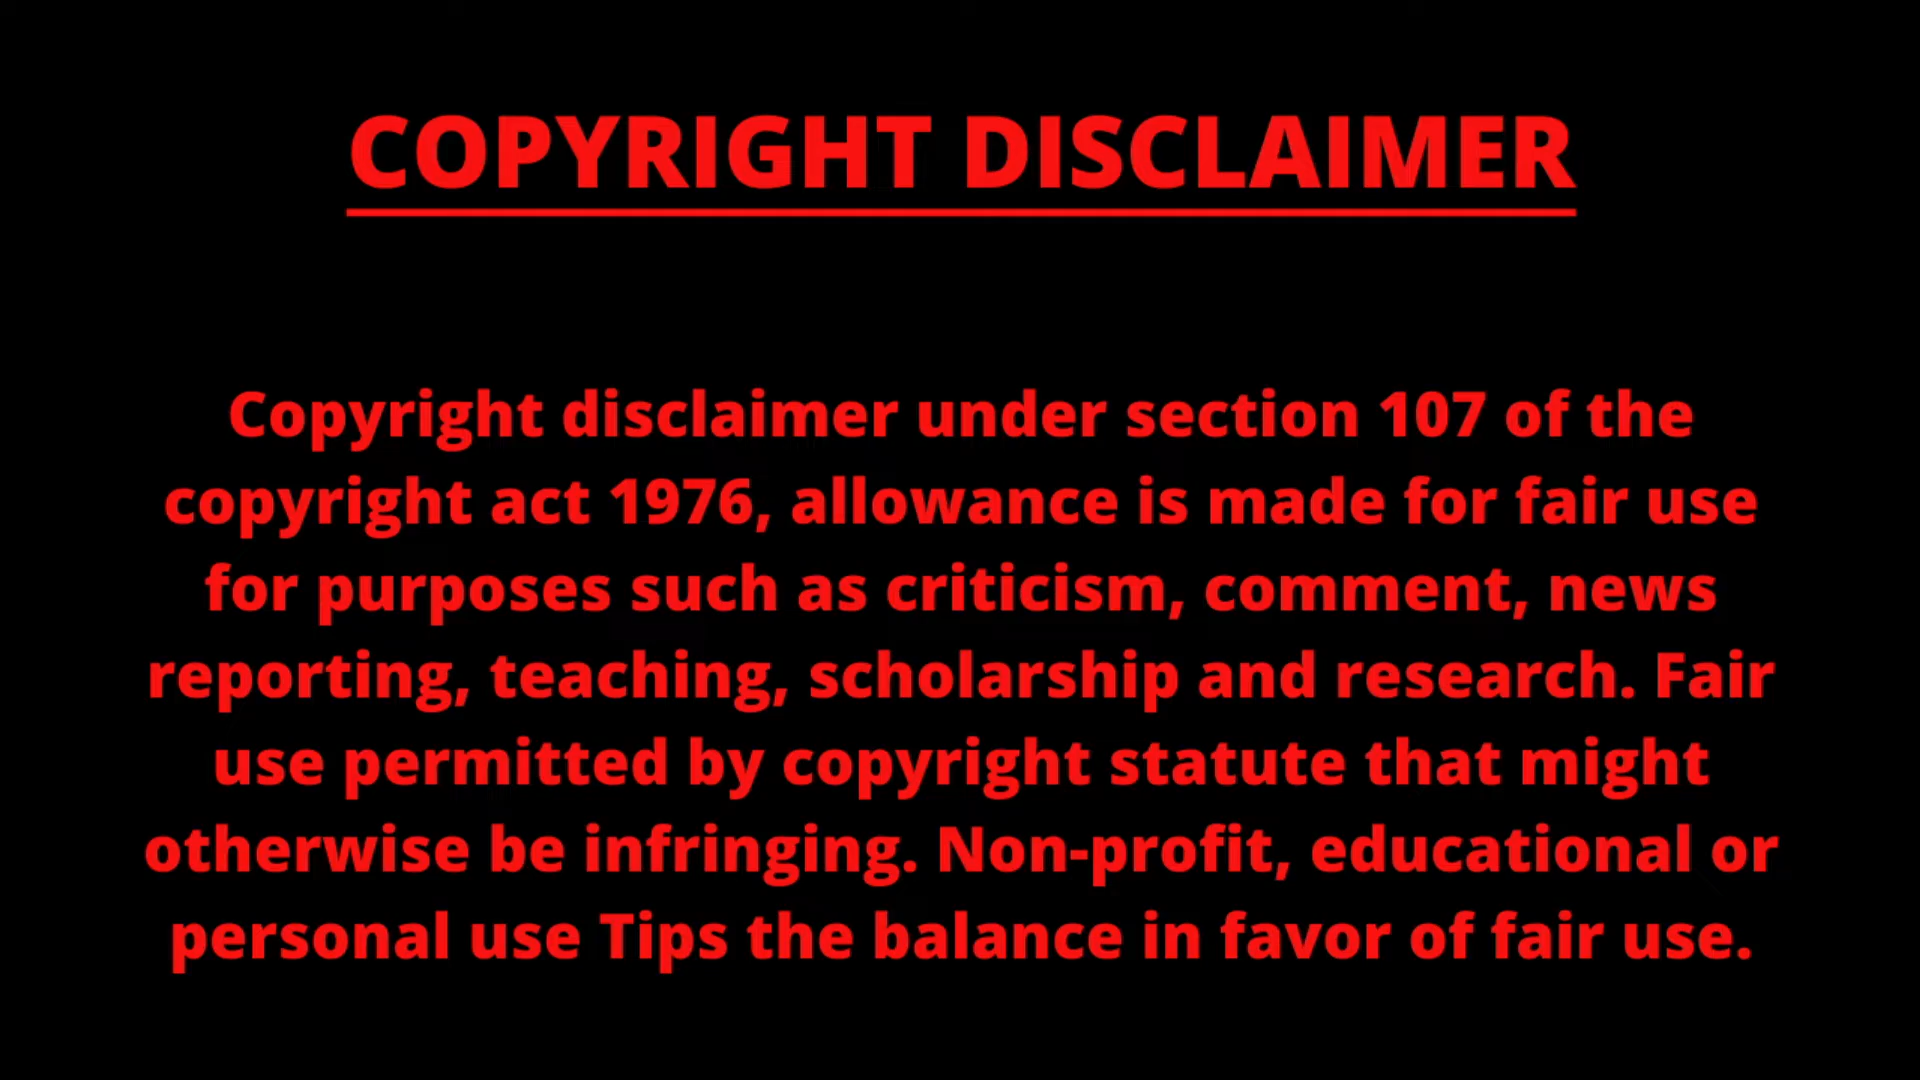 COPYRIGHT DISCLAIMER
Copyright disclaimer under section 107 of the
copyright act 1976, allowance is made for fair use
for purposes such as criticism, comment, news
reporting, teaching, scholarship and research. Fair
use permitted by copyright statute that might
otherwise be infringing. Non-profit, educational or
personal use Tips the balance in favor of fair use.